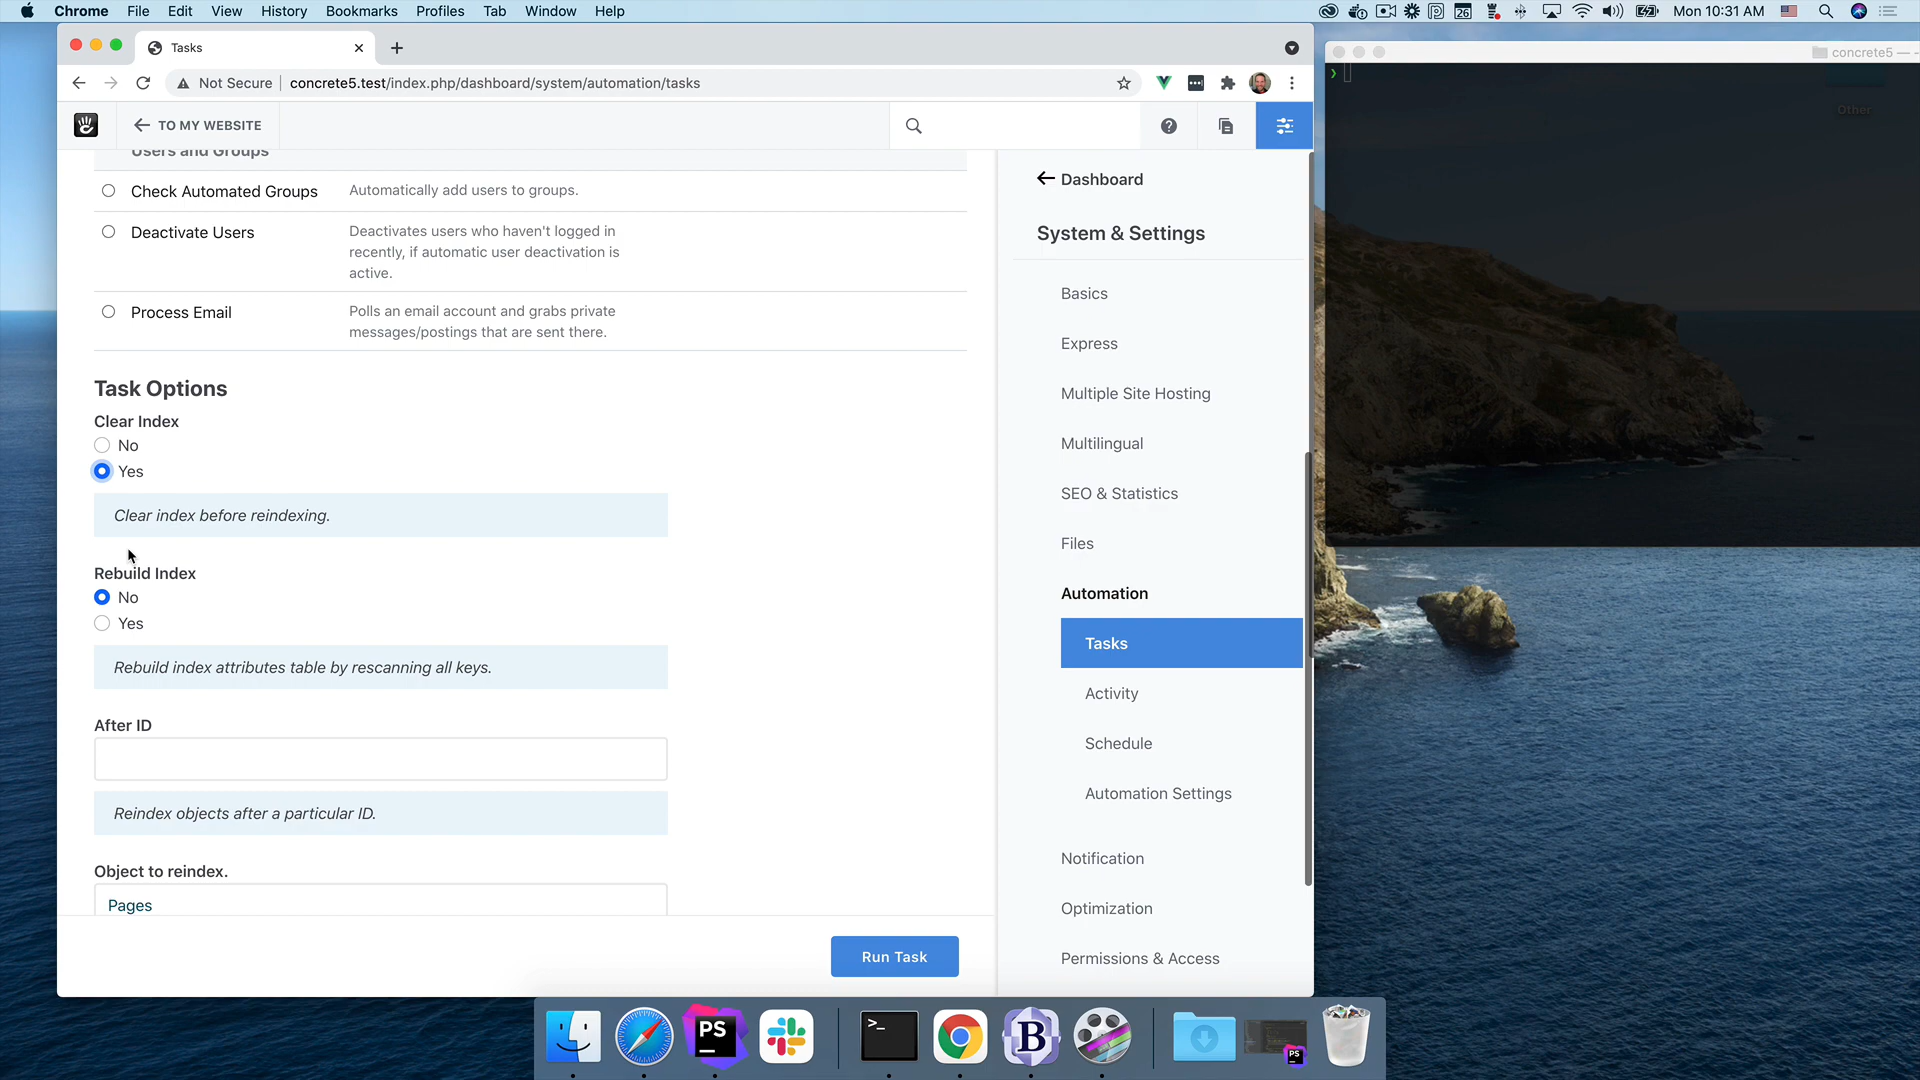 Chrome File Edit View History Bookmarks Profiles Tab Window Help
26
Mon 10:31 AM
Tasks
Not Secure
concrete5.test/index.php/dashboard/system/automation/tasks
TO MY WEBSITE
Users and Groups
Check Automated Groups
Automatically add users to groups.
Deactivate Users
Deactivates users who haven't logged in
recently, if automatic user deactivation is
active.
Process Email
Polls an email account and grabs private
messages/postings that are sent there.
Task Options
Clear Index
No
Yes
Clear index before reindexing.
Rebuild Index
No
Yes
Rebuild index attributes table by rescanning all keys.
After ID
Reindex objects after a particular ID.
Object to reindex.
Pages
Run Task
Dashboard
System & Settings
Basics
Express
Multiple Site Hosting
Multilingual
SEO & Statistics
Files
Automation
Tasks
Activity
Schedule
Automation Settings
Notification
Optimization
Permissions & Access
concrete5 — -
Other
PS
>_
B
PS